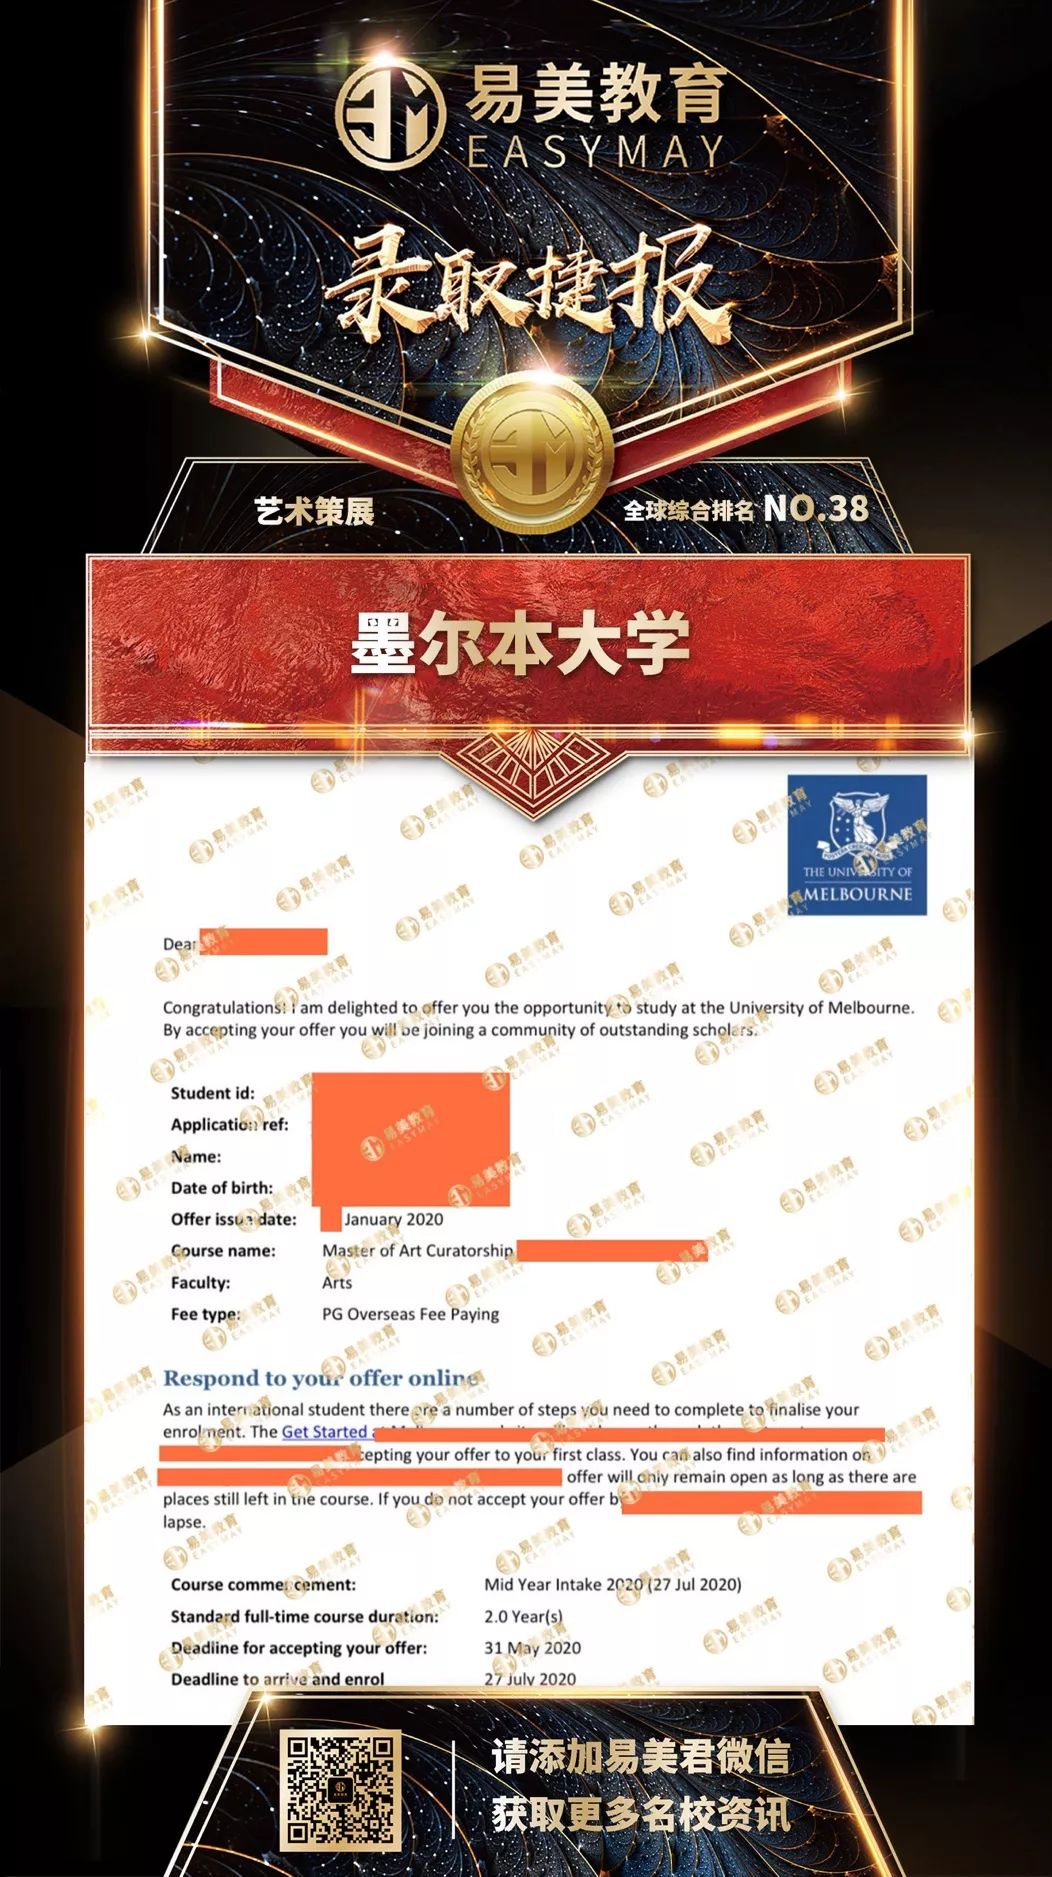 易美教育
EASYMAY
录取捷报
艺术策展
全球综合排名 NO.38
墨尔本大学
THE UNIVERSITY OF
MELBOURNE
Dear
Congratulations! I am delighted to offer you the opportunity to study at the University of Melbourne.
By accepting your offer you will be joining a community of outstanding scholars.
Student id:
Application ref:
Name:
Date of birth:
Offer issue date: January 2020
Course name: Master of Art Curatorship
Faculty: Arts
Fee type: PG Overseas Fee Paying
Respond to your offer online
As an international student there are a number of steps you need to complete to finalise your
enrolment. The Get Started
accepting your offer to your first class. You can also find information on
offer will only remain open as long as there are
places still left in the course. If you do not accept your offer by
lapse.
Course commencement: Mid Year Intake 2020 (27 Jul 2020)
Standard full-time course duration: 2.0 Year(s)
Deadline for accepting your offer: 31 May 2020
Deadline to arrive and enrol 27 July 2020
请添加易美君微信
获取更多名校资讯